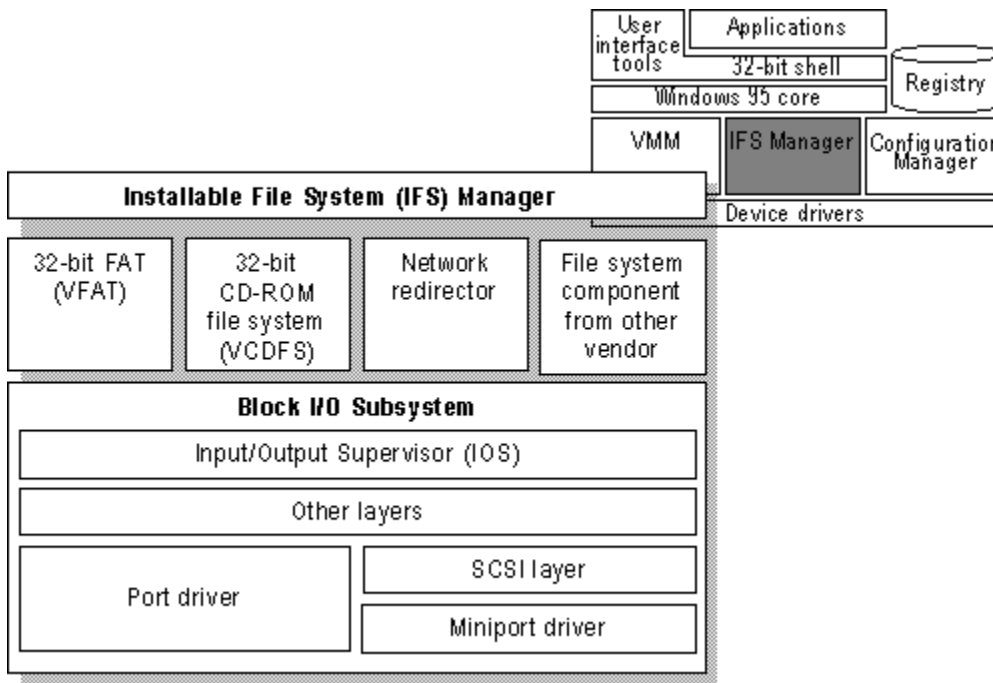 User
interface
tools
Applications
32-bit shell
Registry
Windows 95 core
VMM
IFS Manager
Configuration
Manager
Device drivers
Installable File System (IFS) Manager
32-bit FAT
(VFAT)
32-bit
CD-ROM
file system
(VCDFS)
Network
redirector
File system
component
from other
vendor
Block I/O Subsystem
Input/Output Supervisor (IOS)
Other layers
Port driver
SCSI layer
Miniport driver